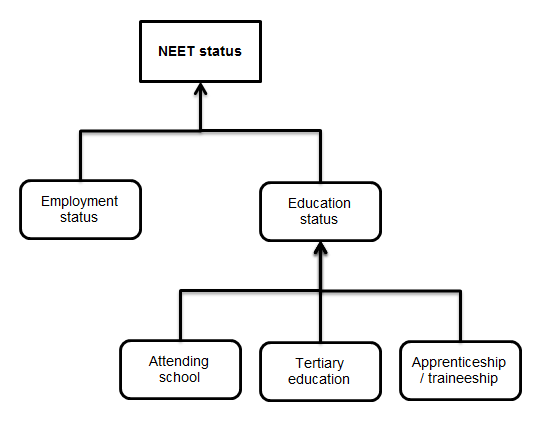 NEET status
Employment
status
Education
status
Attending
school
Tertiary
education
Apprenticeship
/ traineeship